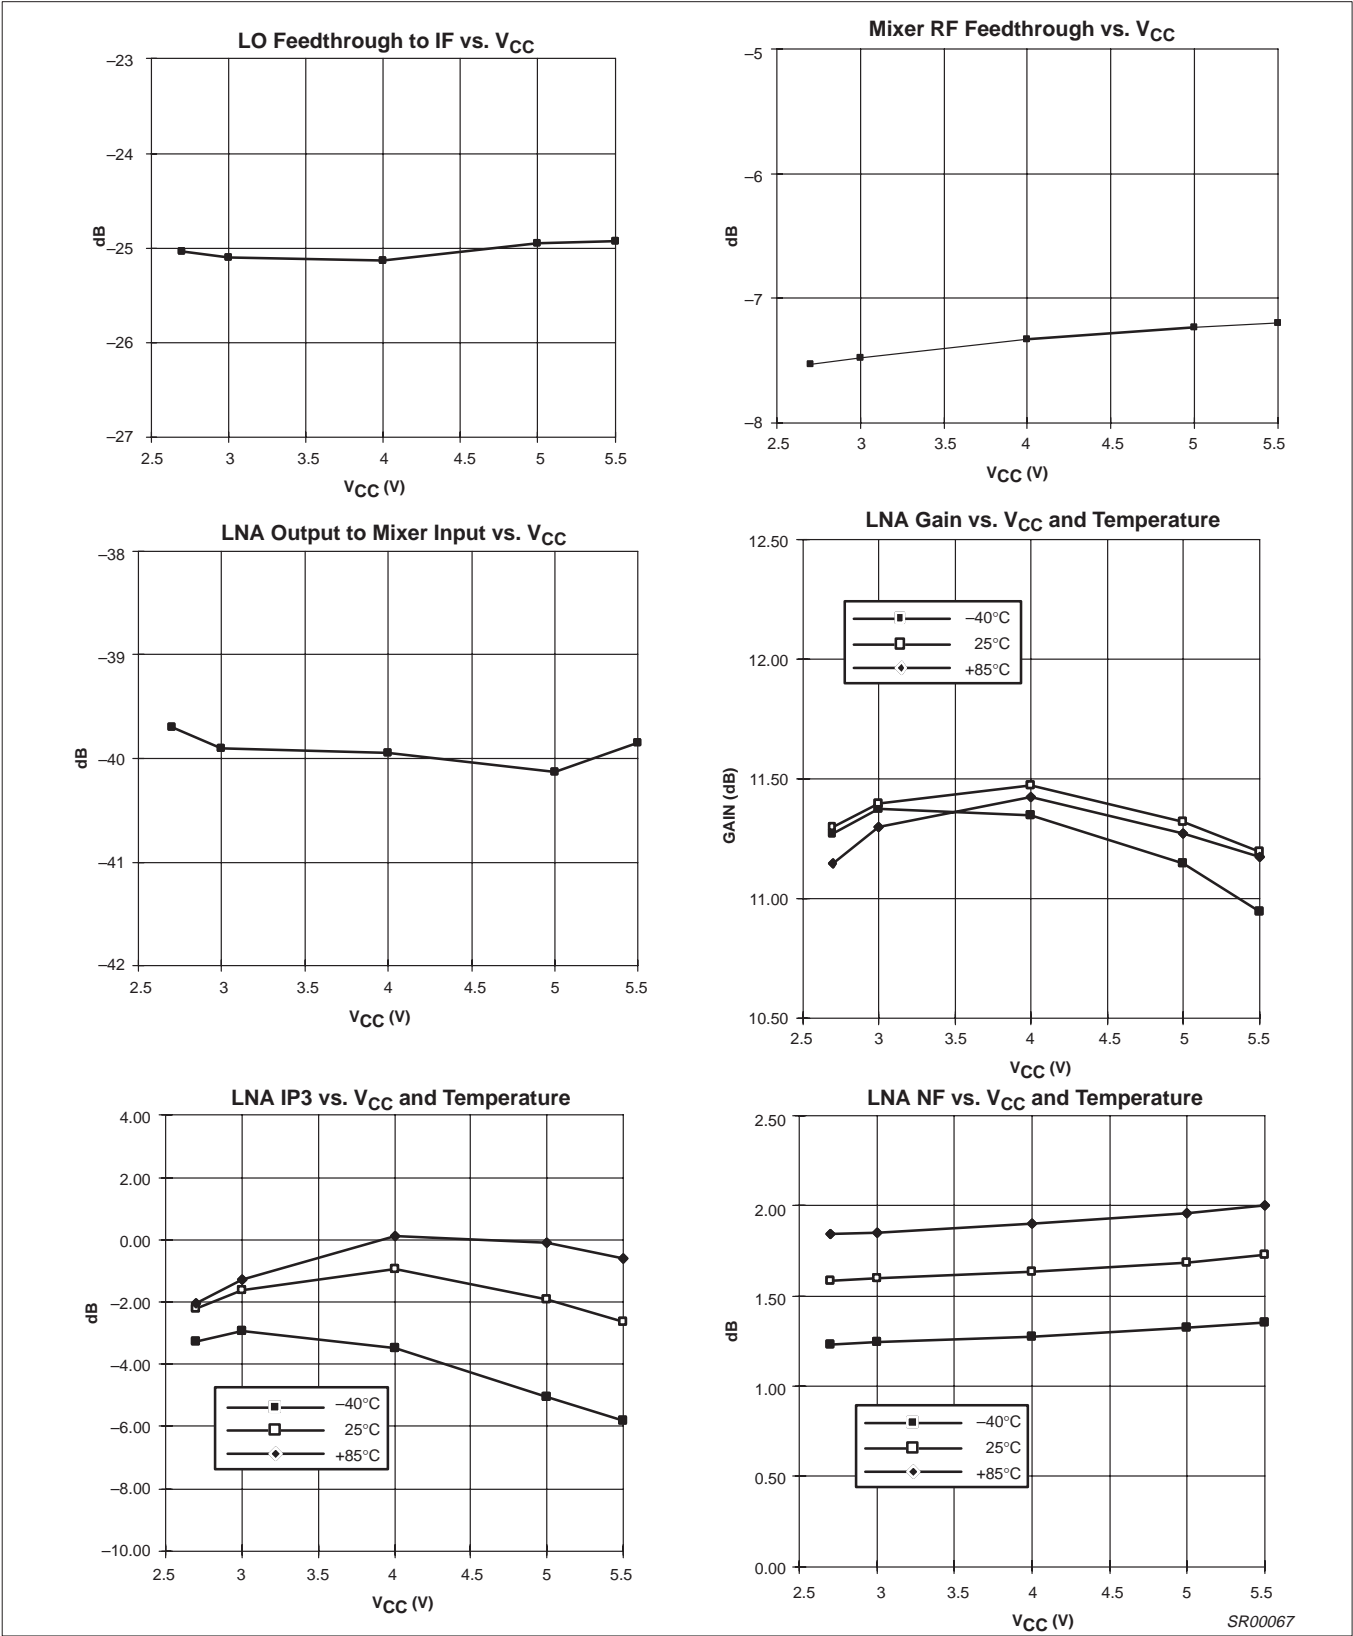 LO Feedthrough to IF vs. VCC
–23
–24
–25
–26
–27
dB
2.5 3 4 4.5 5 5.5
VCC (V)
Mixer RF Feedthrough vs. VCC
–5
–6
–7
–8
dB
2.5 3 4 5 5.5
VCC (V)
LNA Output to Mixer Input vs. VCC
–38
–39
–40
–41
–42
dB
2.5 3 4 4.5 5 5.5
VCC (V)
LNA Gain vs. VCC and Temperature
12.50
12.00
11.50
11.00
10.50
GAIN (dB)
–40°C
25°C
+85°C
2.5 3 3.5 4 4.5 5 5.5
VCC (V)
LNA IP3 vs. VCC and Temperature
4.00
2.00
0.00
–2.00
–4.00
–6.00
–8.00
–10.00
dB
–40°C
25°C
+85°C
2.5 3 3.5 4 4.5 5 5.5
VCC (V)
LNA NF vs. VCC and Temperature
2.50
2.00
1.50
1.00
0.50
0.00
dB
–40°C
25°C
+85°C
2.5 3 3.5 4 4.5 5 5.5
VCC (V)
SR00067